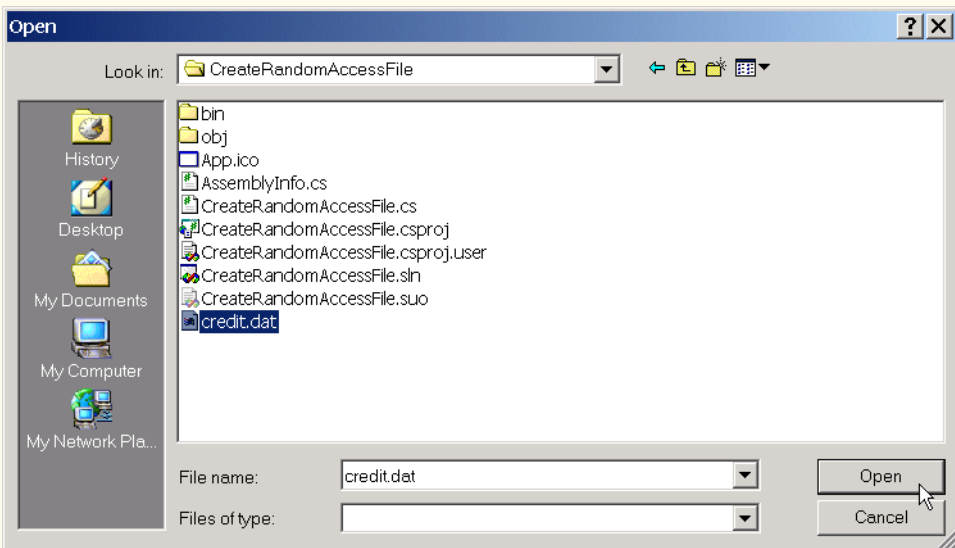 Open
Look in: CreateRandomAccessFile
History
Desktop
My Documents
My Computer
My Network Pla...
bin
obj
App.ico
AssemblyInfo.cs
CreateRandomAccessFile.cs
CreateRandomAccessFile.csproj
CreateRandomAccessFile.csproj.user
CreateRandomAccessFile.sln
CreateRandomAccessFile.suo
credit.dat
File name: credit.dat Open
Files of type: Cancel